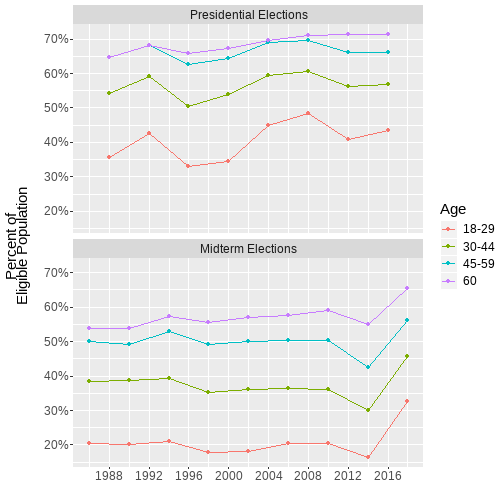 Presidential Elections
70%
60%
50%
40%
30%
20%
Midterm Elections
70%
60%
50%
40%
30%
20%
1988 1992 1996 2000 2004 2008 2012 2016
Percent of
Eligible Population
Age
18-29
30-44
45-59
60